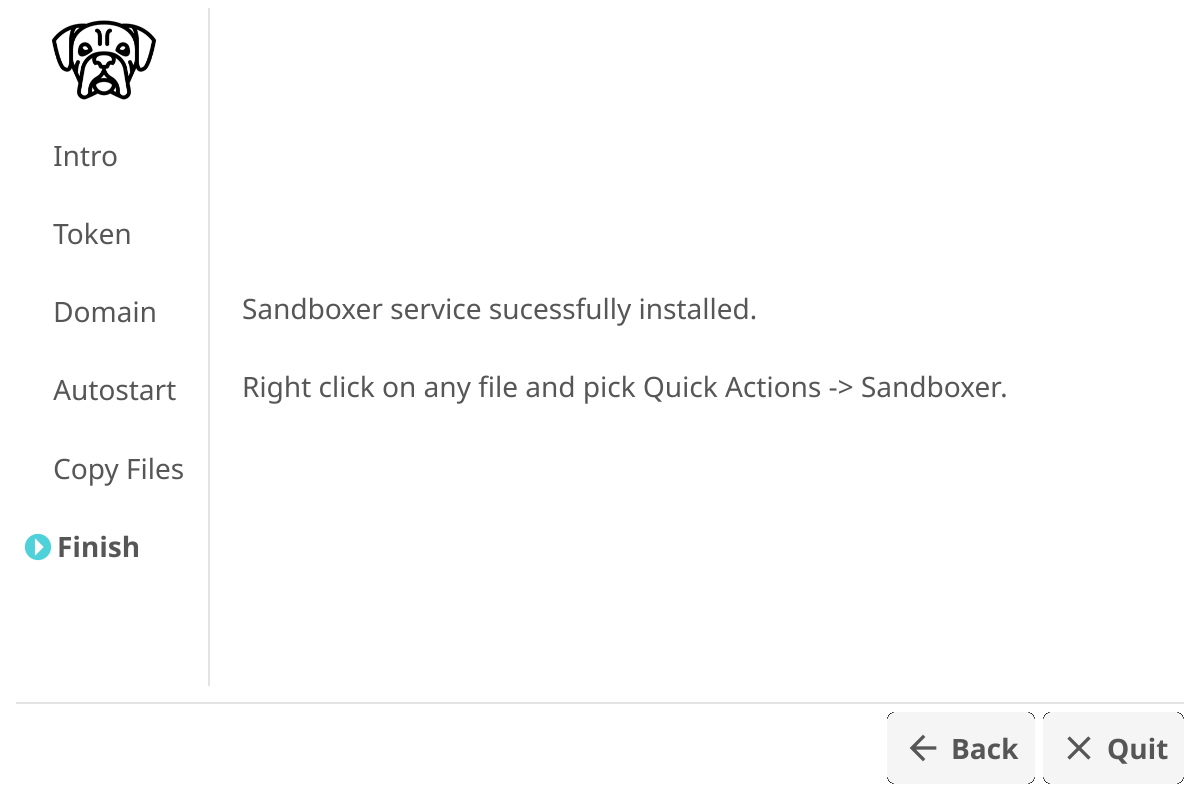 Intro
Token
Domain
Autostart
Copy Files
Finish
Sandboxer service sucessfully installed.
Right click on any file and pick Quick Actions -> Sandboxer.
Back
Quit